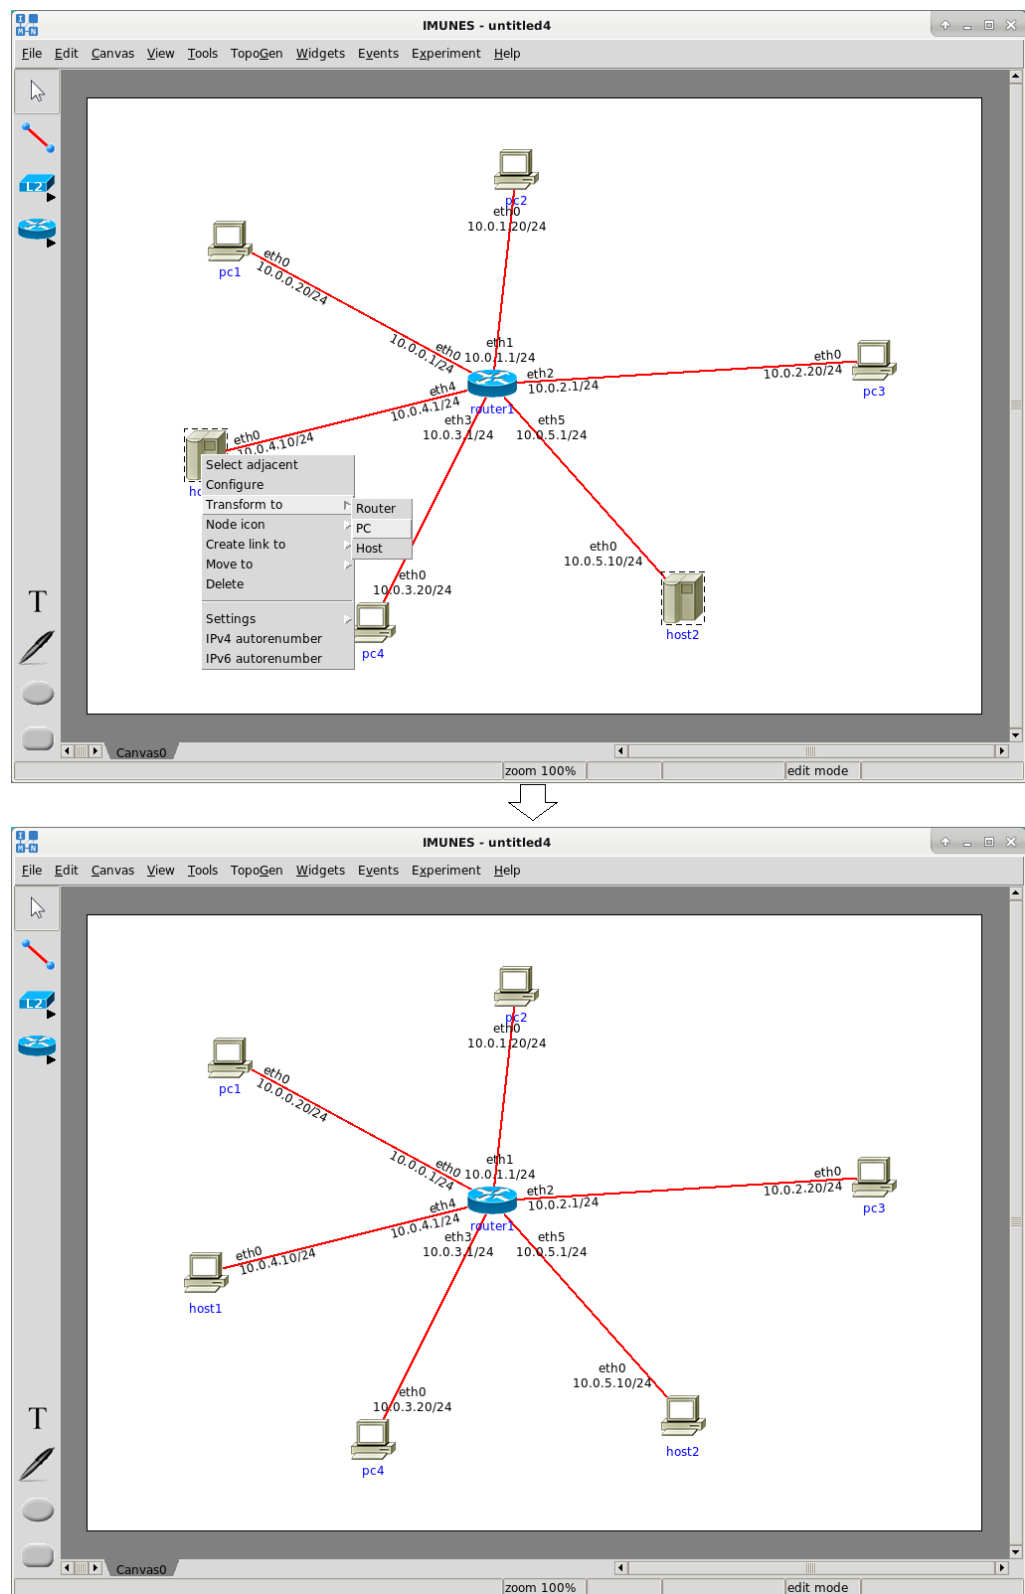 IMUNES - untitled4
File Edit Canvas View Tools TopoGen Widgets Events Experiment Help
L2
T
pc2
eth0
10.0.1.20/24
pc1
eth0
10.0.0.20/24
eth0
10.0.0.1/24
eth1
10.0.1.1/24
eth2
10.0.2.1/24
eth0
10.0.2.20/24
pc3
eth4
10.0.4.1/24
router1
eth3
10.0.3.1/24
eth5
10.0.5.1/24
eth0
10.0.4.10/24
Select adjacent
Configure
Transform to
Node icon
Create link to
Move to
Delete
Settings
IPv4 autorenumber
IPv6 autorenumber
Router
PC
Host
eth0
10.0.3.20/24
pc4
eth0
10.0.5.10/24
host2
Canvas0
zoom 100%
edit mode
IMUNES - untitled4
File Edit Canvas View Tools TopoGen Widgets Events Experiment Help
L2
T
pc2
eth0
10.0.1.20/24
pc1
eth0
10.0.0.20/24
eth0
10.0.0.1/24
eth1
10.0.1.1/24
eth2
10.0.2.1/24
eth0
10.0.2.20/24
pc3
eth4
10.0.4.1/24
router1
eth3
10.0.3.1/24
eth5
10.0.5.1/24
eth0
10.0.4.10/24
host1
eth0
10.0.3.20/24
pc4
eth0
10.0.5.10/24
host2
Canvas0
zoom 100%
edit mode